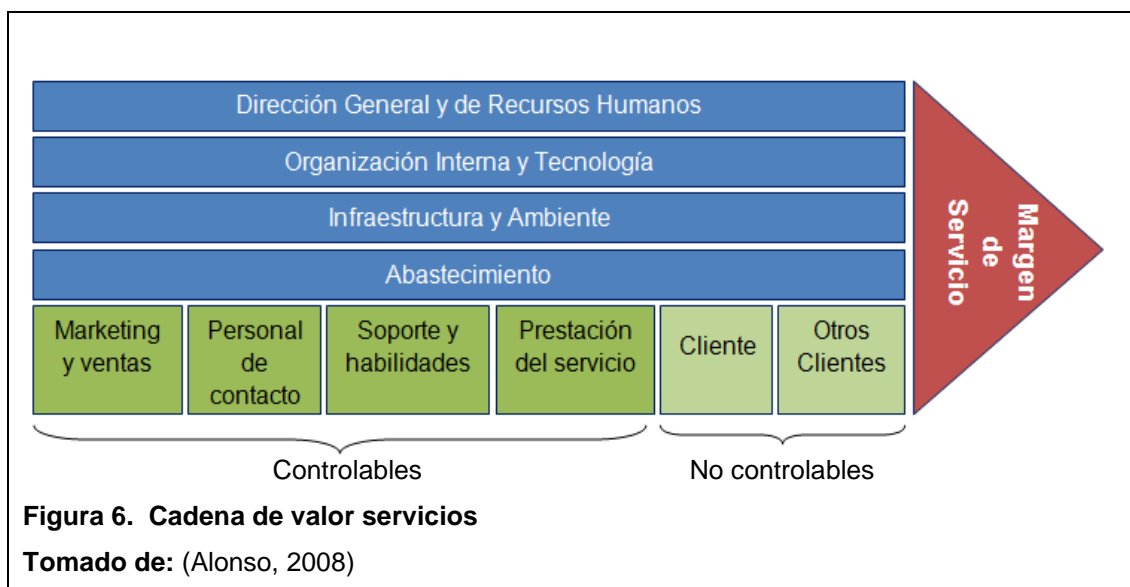 Dirección General y de Recursos Humanos
Organización Interna y Tecnología
Infraestructura y Ambiente
Abastecimiento
Marketing
y ventas
Personal
de
contacto
Soporte y
habilidades
Prestación
del servicio
Cliente
Otros
Clientes
Margen
de
Servicio
Controlables
No controlables
Figura 6. Cadena de valor servicios
Tomado de: (Alonso, 2008)